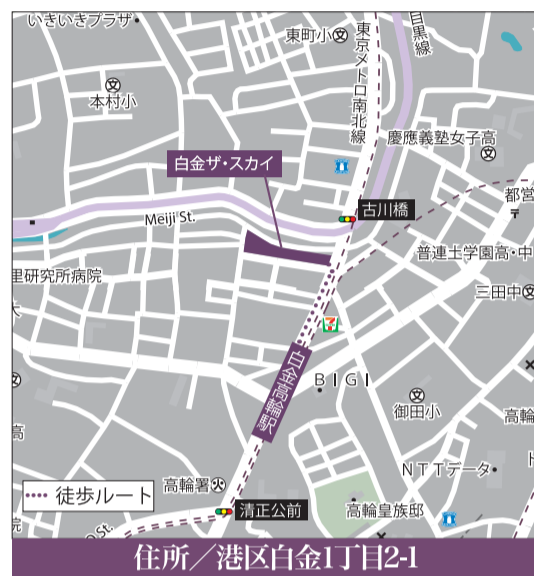 いきいきプラザ
東町小
本村小
東京メトロ南北線
目黒線
慶應義塾女子高
白金ザ・スカイ
古川橋
都営
Meiji St.
普連土学園高・中
里研究所病院
三田中
大
7
白金高輪駅
BIGI
御田小
高
高輪
NTTデータ
徒歩ルート
高輪署
清正公前
高輪皇族邸
院
St.
住所／港区白金1丁目2-1